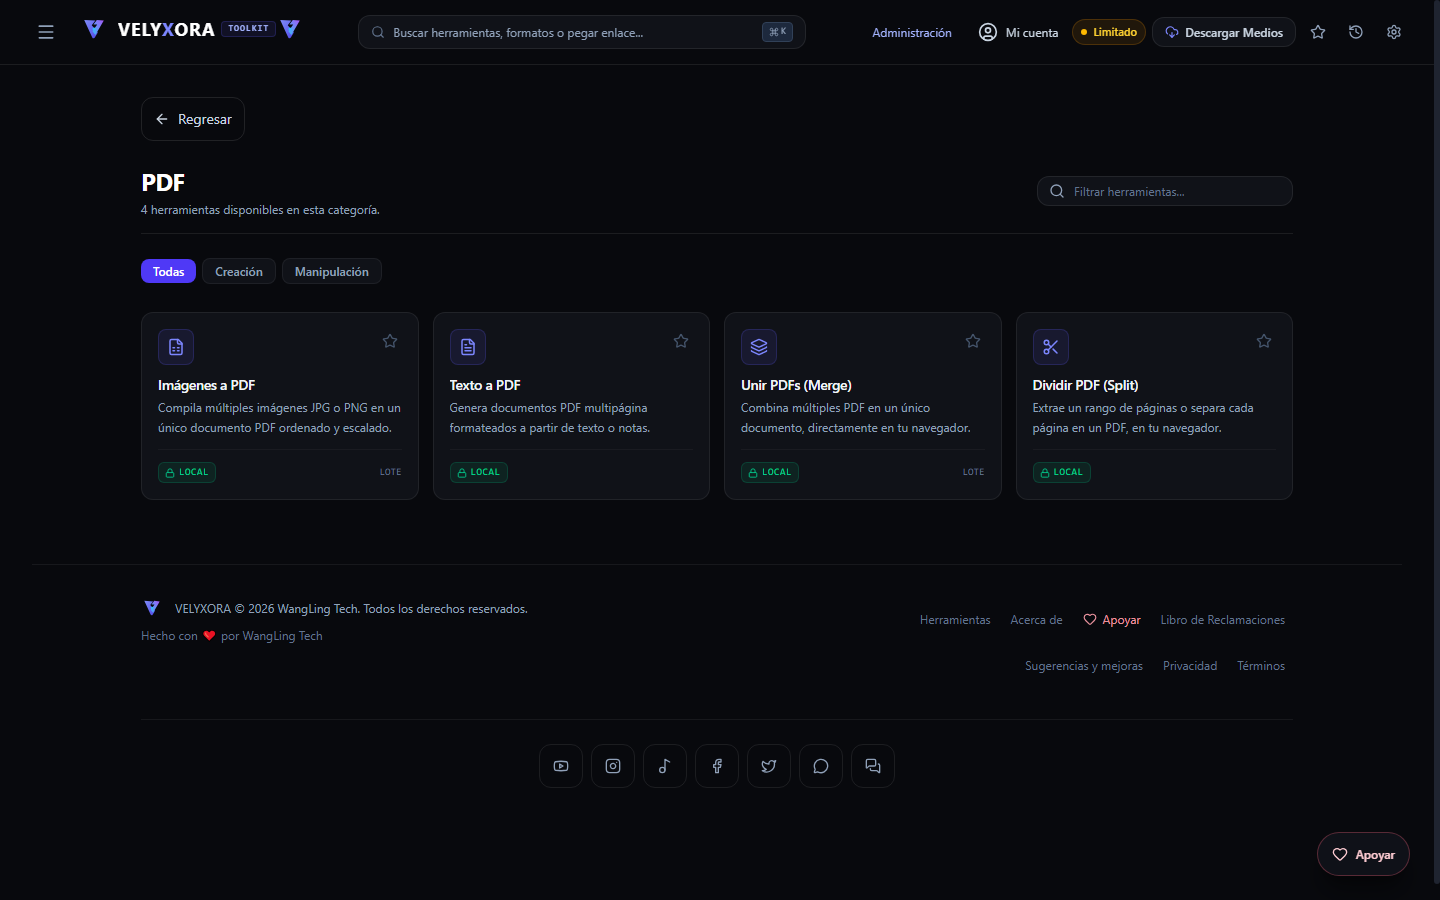 VELYXORA TOOLKIT
Buscar herramientas, formatos o pegar enlace...
⌘K
Administración
Mi cuenta
Limitado
Descargar Medios
Regresar
PDF
4 herramientas disponibles en esta categoría.
Filtrar herramientas...
Todas
Creación
Manipulación
Imágenes a PDF
Compila múltiples imágenes JPG o PNG en un
único documento PDF ordenado y escalado.
LOCAL
LOTE
Texto a PDF
Genera documentos PDF multipágina
formateados a partir de texto o notas.
LOCAL
Unir PDFs (Merge)
Combina múltiples PDF en un único
documento, directamente en tu navegador.
LOCAL
LOTE
Dividir PDF (Split)
Extrae un rango de páginas o separa cada
página en un PDF, en tu navegador.
LOCAL
VELYXORA © 2026 WangLing Tech. Todos los derechos reservados.
Hecho con ❤ por WangLing Tech
Herramientas
Acerca de
Apoyar
Libro de Reclamaciones
Sugerencias y mejoras
Privacidad
Términos
Apoyar